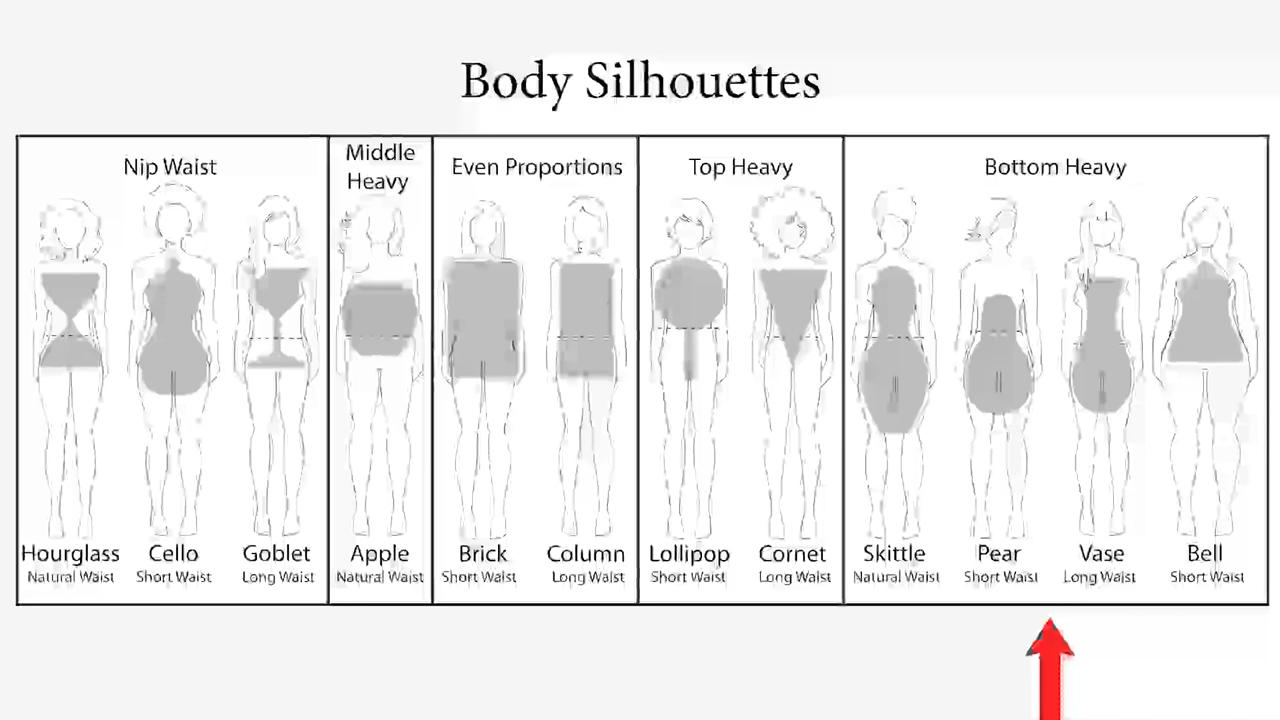 Body Silhouettes
Nip Waist
Middle
Heavy
Even Proportions
Top Heavy
Bottom Heavy
Hourglass Cello Goblet Apple Brick Column Lollipop Cornet Skittle Pear Vase Bell
Natural Waist Short Waist Long Waist Natural Waist Short Waist Long Waist Short Waist Long Waist Natural Waist Short Waist Long Waist Short Waist